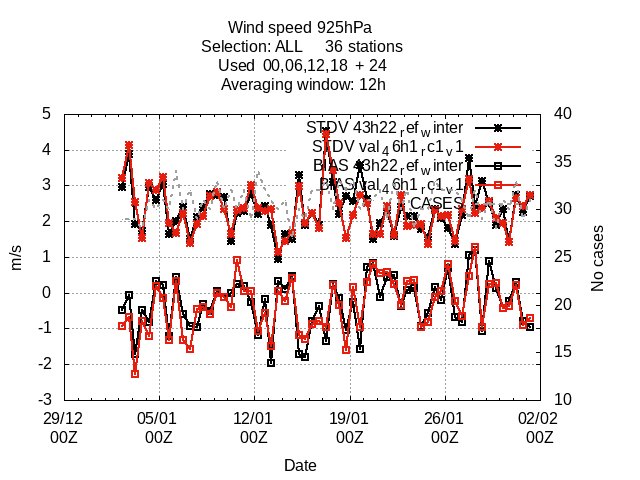 Wind speed 925hPa
Selection: ALL 36 stations
Used 00,06,12,18 + 24
Averaging window: 12h
5
4
3
2
1
0
-1
-2
-3
m/s
40
35
30
25
20
15
10
No cases
STDV 43h22_ref_winter
STDV val_46h1_rc1_v1
BIAS 43h22_ref_winter
BIAS val_46h1_rc1_v1
CASES
29/12 05/01 12/01 19/01 26/01 02/02
00Z 00Z 00Z 00Z 00Z 00Z
Date